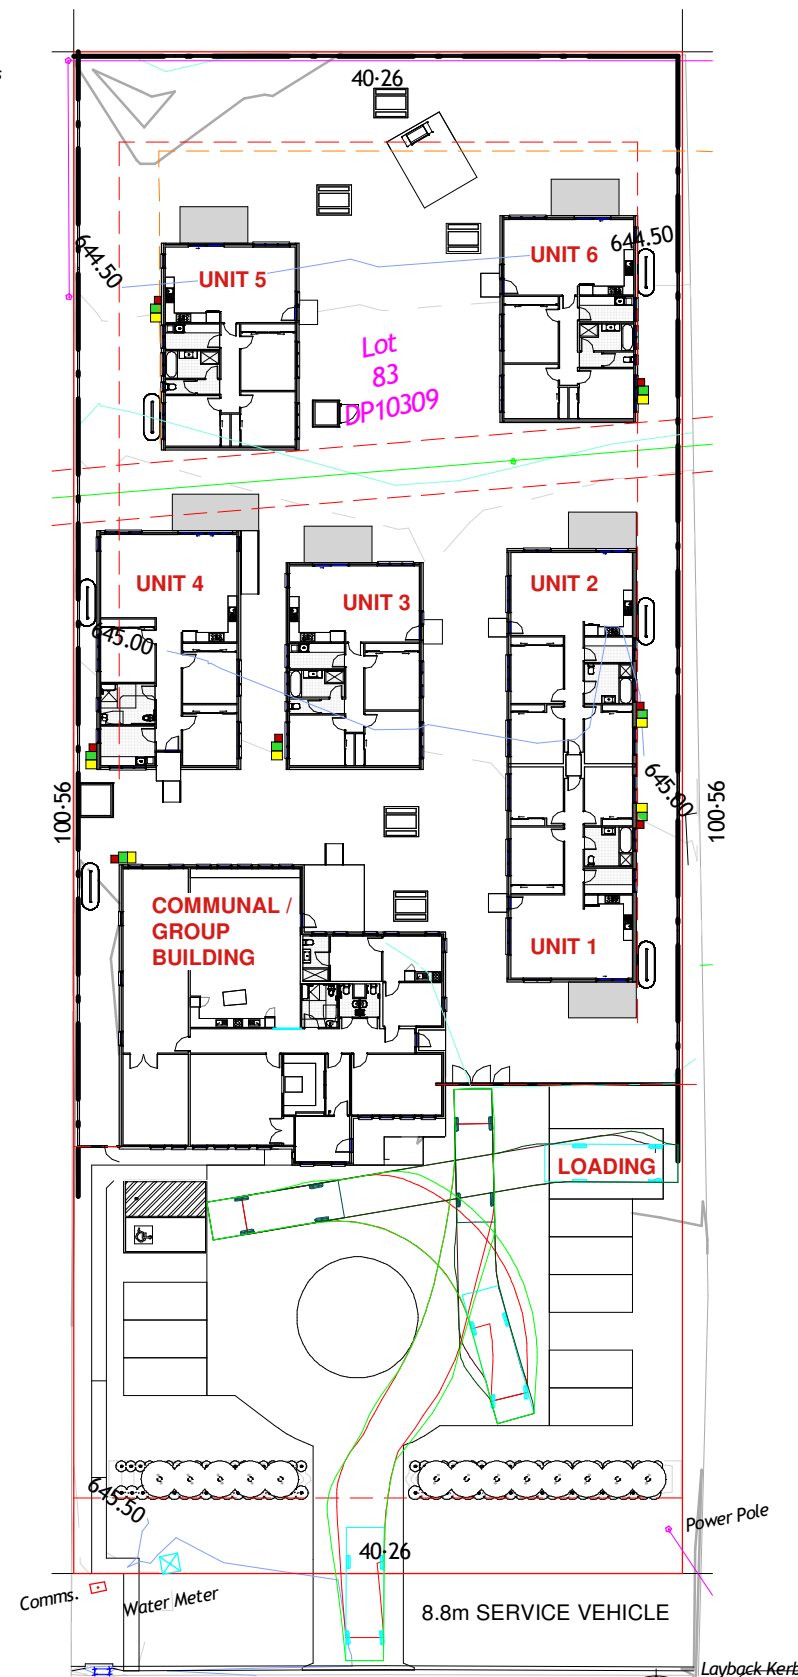 40·26
644.50
UNIT 5
UNIT 6
644.50
Lot
83
DP10309
UNIT 4
UNIT 3
UNIT 2
645.00
645.00
100·56
100·56
COMMUNAL /
GROUP
BUILDING
UNIT 1
LOADING
645.50
Power Pole
40·26
Comms.
Water Meter
8.8m SERVICE VEHICLE
Layback Kerb